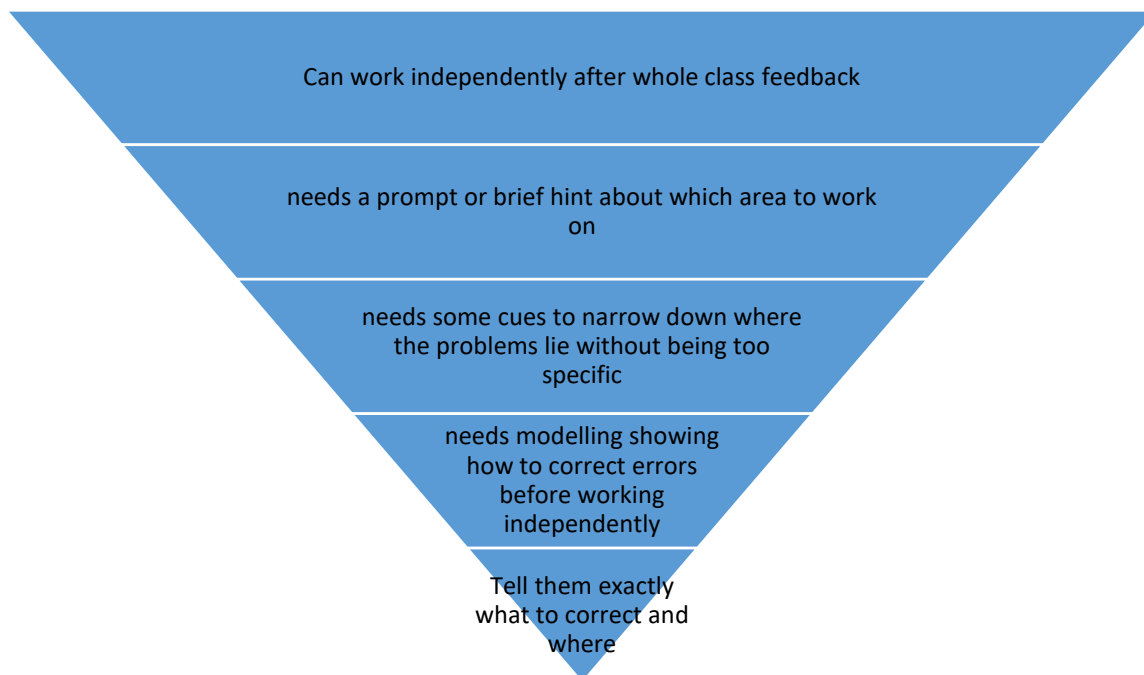 Can work independently after whole class feedback
needs a prompt or brief hint about which area to work
on
needs some cues to narrow down where
the problems lie without being too
specific
needs modelling showing
how to correct errors
before working
independently
Tell them exactly
what to correct and
where